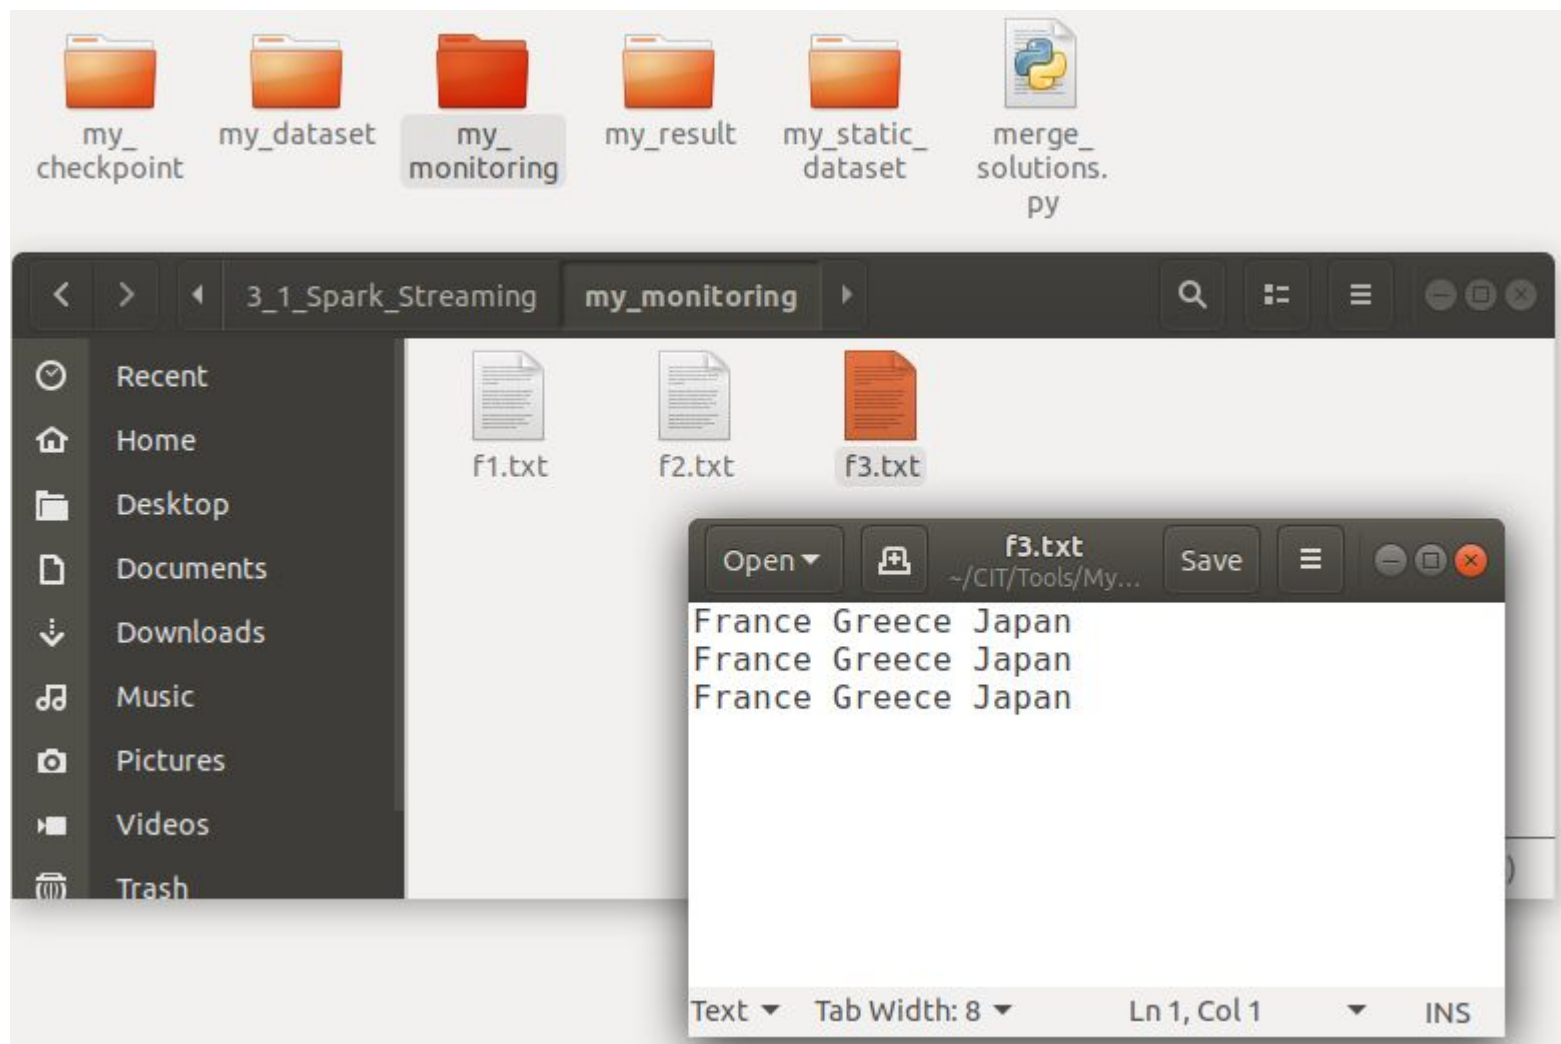 my_
checkpoint
my_dataset
my_
monitoring
my_result
my_static_
dataset
merge_
solutions.
py
3_1_Spark_Streaming
my_monitoring
Recent
Home
Desktop
Documents
Downloads
Music
Pictures
Videos
Trash
f1.txt
f2.txt
f3.txt
Open
f3.txt
~/CIT/Tools/My...
Save
France Greece Japan
France Greece Japan
France Greece Japan
Text
Tab Width: 8
Ln 1, Col 1
INS
)